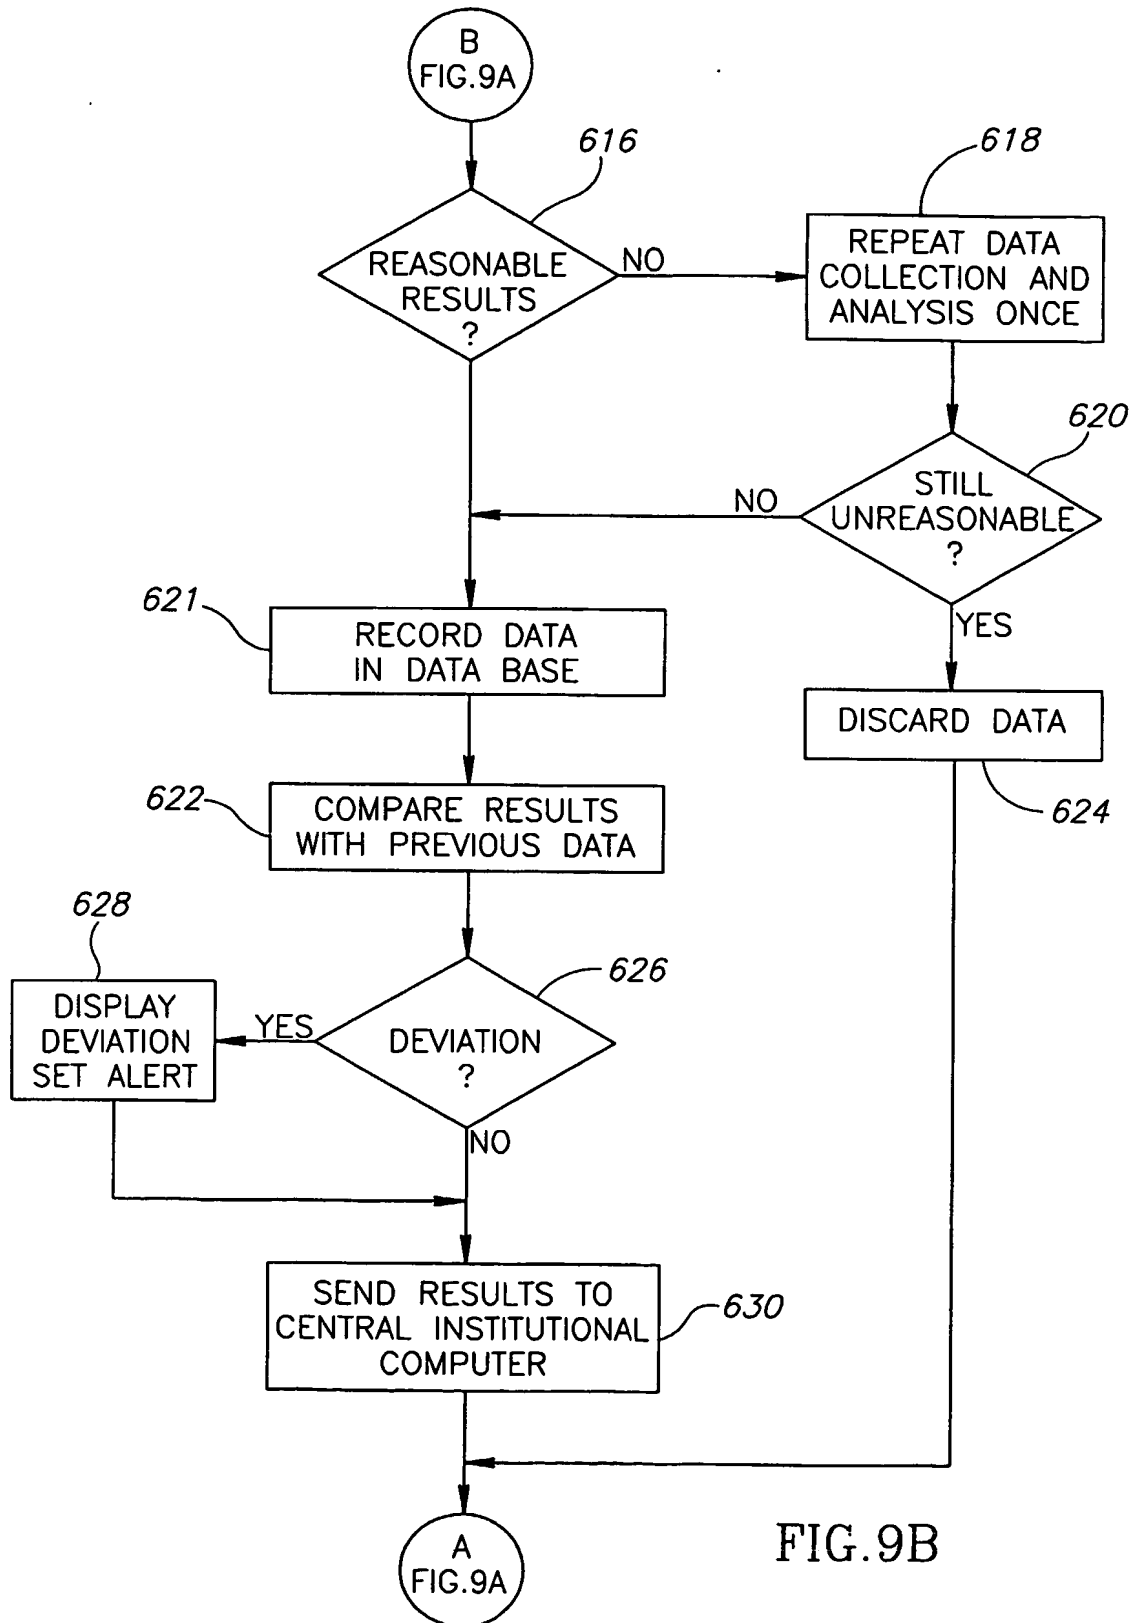 B
FIG.9A
616
618
REASONABLE
RESULTS
?
NO
REPEAT DATA
COLLECTION AND
ANALYSIS ONCE
620
STILL
UNREASONABLE
?
NO
YES
621
RECORD DATA
IN DATA BASE
DISCARD DATA
624
622
COMPARE RESULTS
WITH PREVIOUS DATA
628
626
DISPLAY
DEVIATION
SET ALERT
YES
DEVIATION
?
NO
SEND RESULTS TO
CENTRAL INSTITUTIONAL
COMPUTER
630
A
FIG.9A
FIG.9B